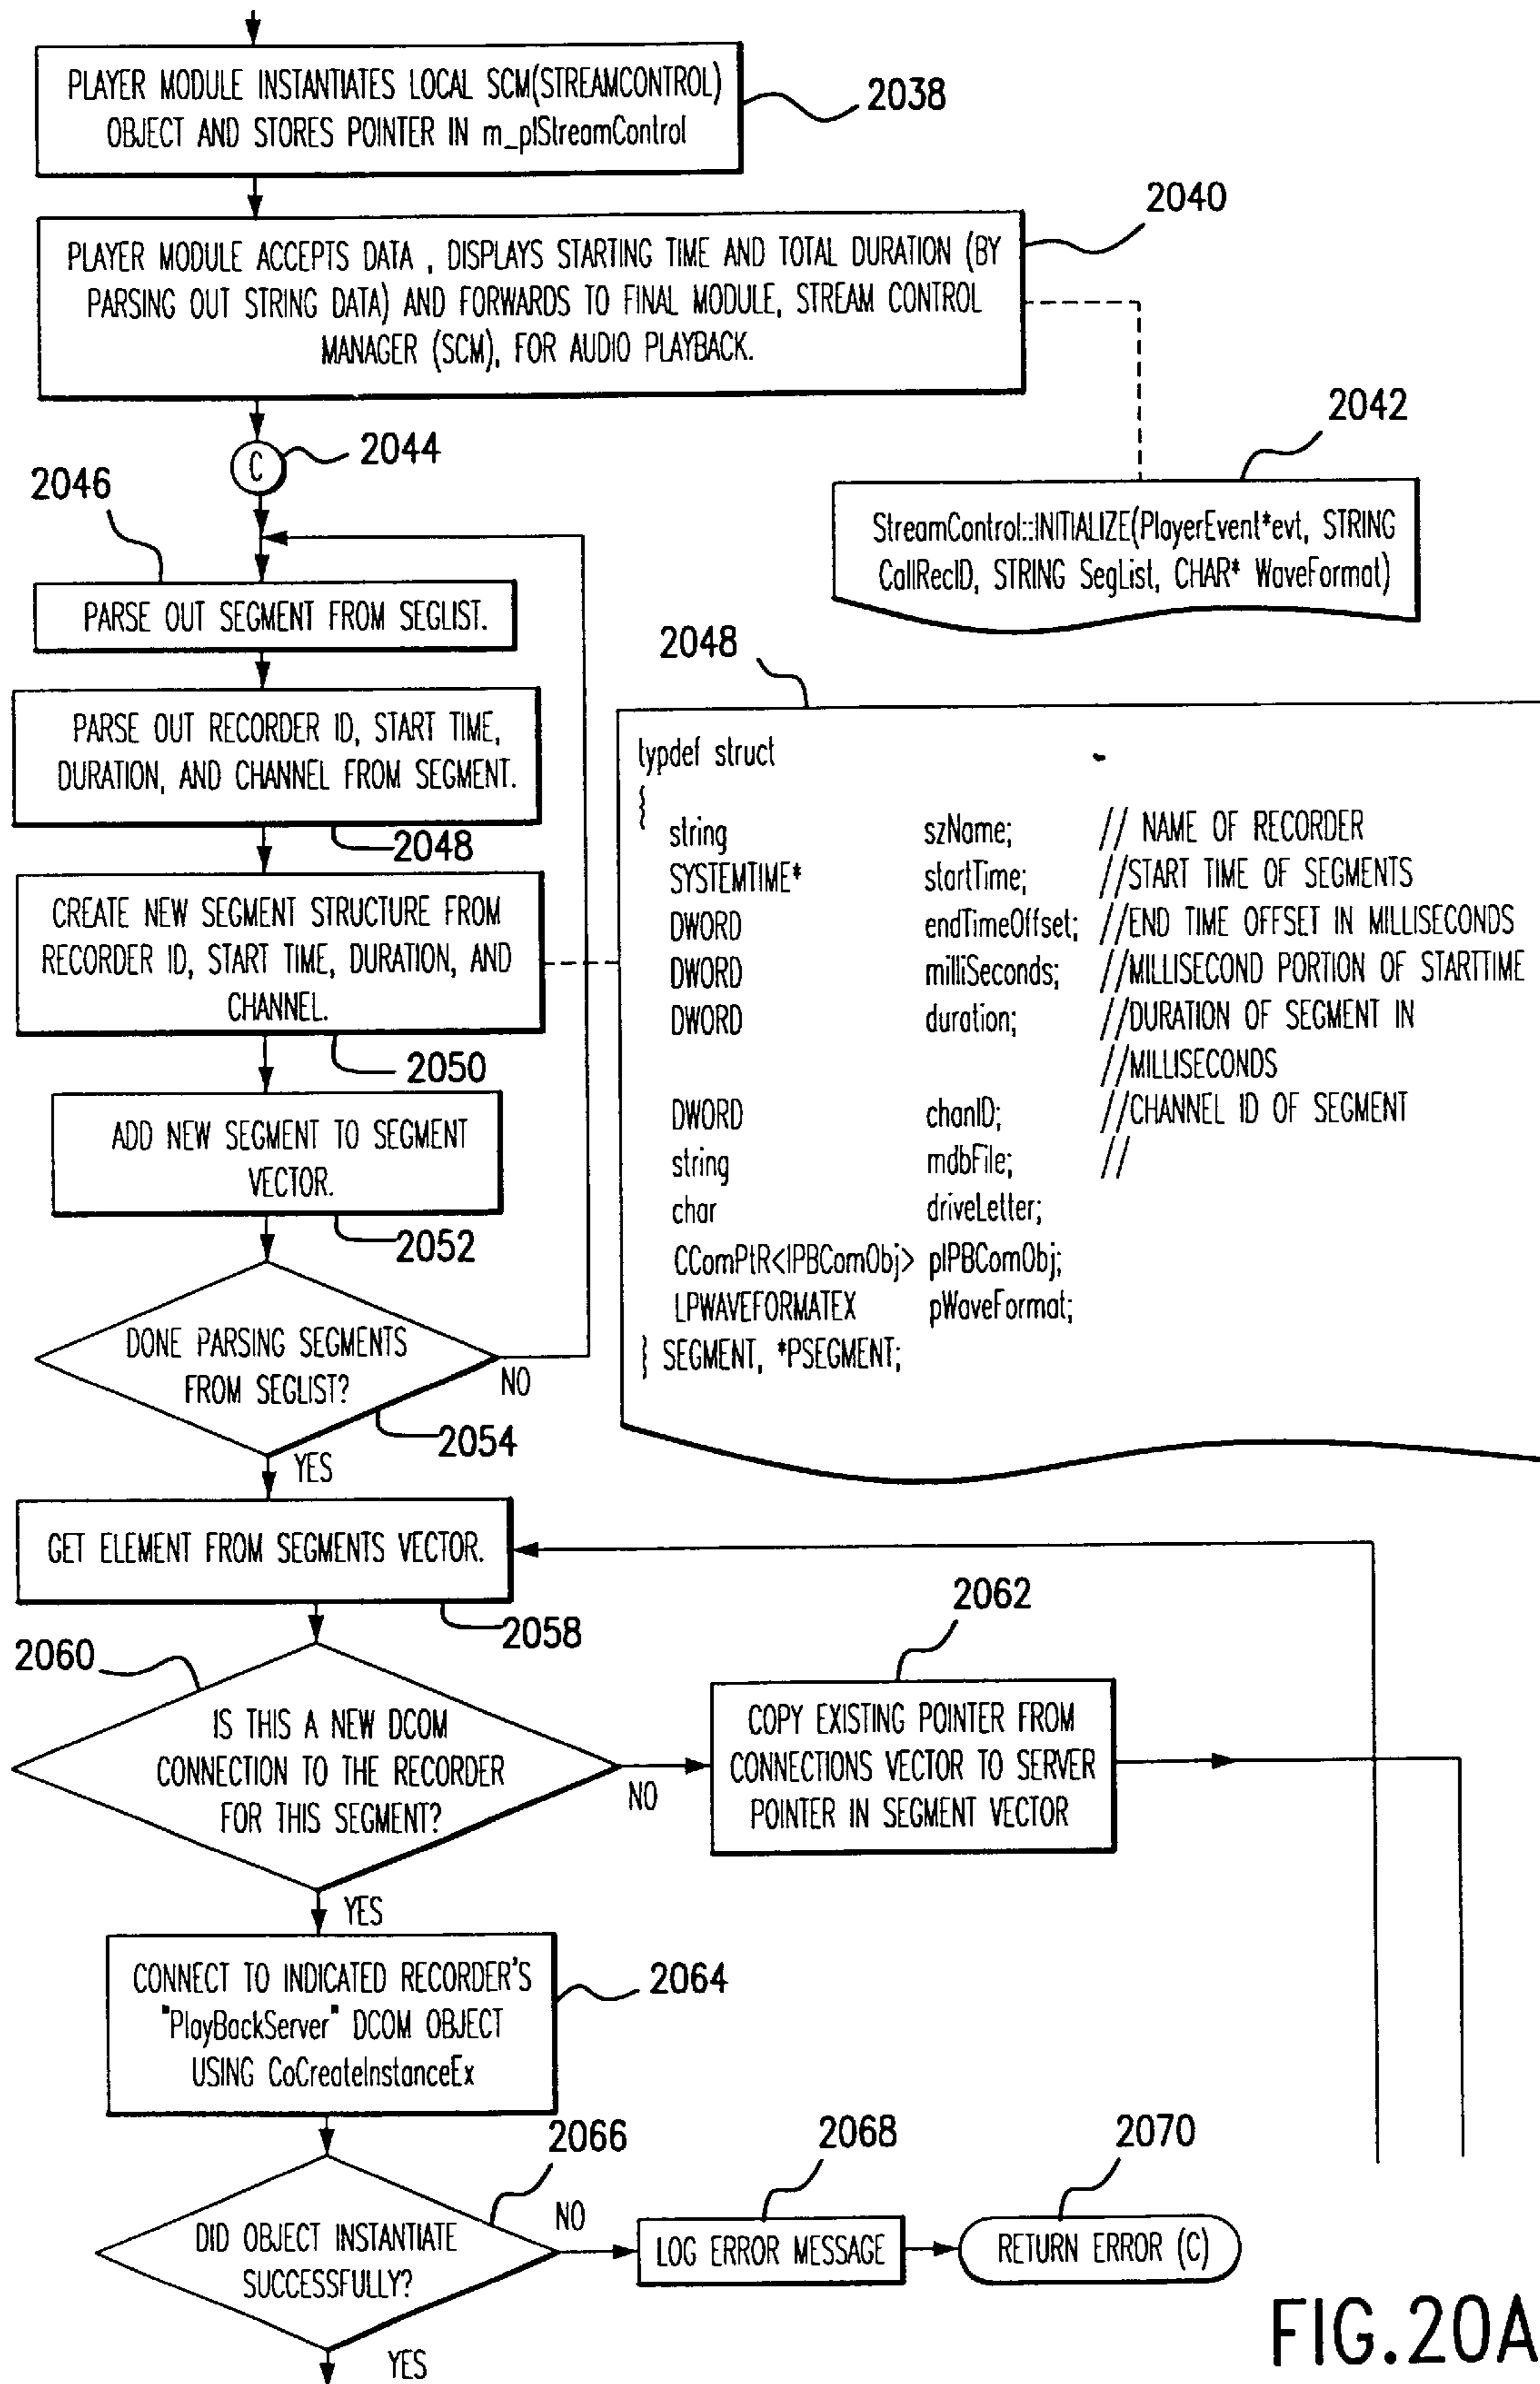 PLAYER MODULE INSTANTIATES LOCAL SCM(STREAMCONTROL)
OBJECT AND STORES POINTER IN m_pIStreamControl
2038
2040
PLAYER MODULE ACCEPTS DATA , DISPLAYS STARTING TIME AND TOTAL DURATION (BY
PARSING OUT STRING DATA) AND FORWARDS TO FINAL MODULE, STREAM CONTROL
MANAGER (SCM), FOR AUDIO PLAYBACK.
2042
StreamControl::INITIALIZE(PlayerEvent*evt, STRING
CallRecID, STRING SegList, CHAR* WaveFormat)
C
2044
2046
PARSE OUT SEGMENT FROM SEGLIST.
PARSE OUT RECORDER ID, START TIME,
DURATION, AND CHANNEL FROM SEGMENT.
2048
2048
typdef struct
{
string szName; // NAME OF RECORDER
SYSTEMTIME* startTime; //START TIME OF SEGMENTS
DWORD endTimeOffset; //END TIME OFFSET IN MILLISECONDS
DWORD milliSeconds; //MILLISECOND PORTION OF STARTTIME
DWORD duration; //DURATION OF SEGMENT IN
//MILLISECONDS
DWORD chanID; //CHANNEL ID OF SEGMENT
string mdbFile; //
char driveLetter;
CComPtR<IPBComObj> pIPBComObj;
LPWAVEFORMATEX pWaveFormat;
} SEGMENT, *PSEGMENT;
CREATE NEW SEGMENT STRUCTURE FROM
RECORDER ID, START TIME, DURATION, AND
CHANNEL.
2050
ADD NEW SEGMENT TO SEGMENT
VECTOR.
2052
DONE PARSING SEGMENTS
FROM SEGLIST?
NO
2054
YES
GET ELEMENT FROM SEGMENTS VECTOR.
2058
2060
IS THIS A NEW DCOM
CONNECTION TO THE RECORDER
FOR THIS SEGMENT?
NO
2062
COPY EXISTING POINTER FROM
CONNECTIONS VECTOR TO SERVER
POINTER IN SEGMENT VECTOR
YES
CONNECT TO INDICATED RECORDER'S
"PlayBackServer" DCOM OBJECT
USING CoCreateInstanceEx
2064
2066
DID OBJECT INSTANTIATE
SUCCESSFULLY?
NO
2068
LOG ERROR MESSAGE
2070
RETURN ERROR (C)
YES
FIG.20A